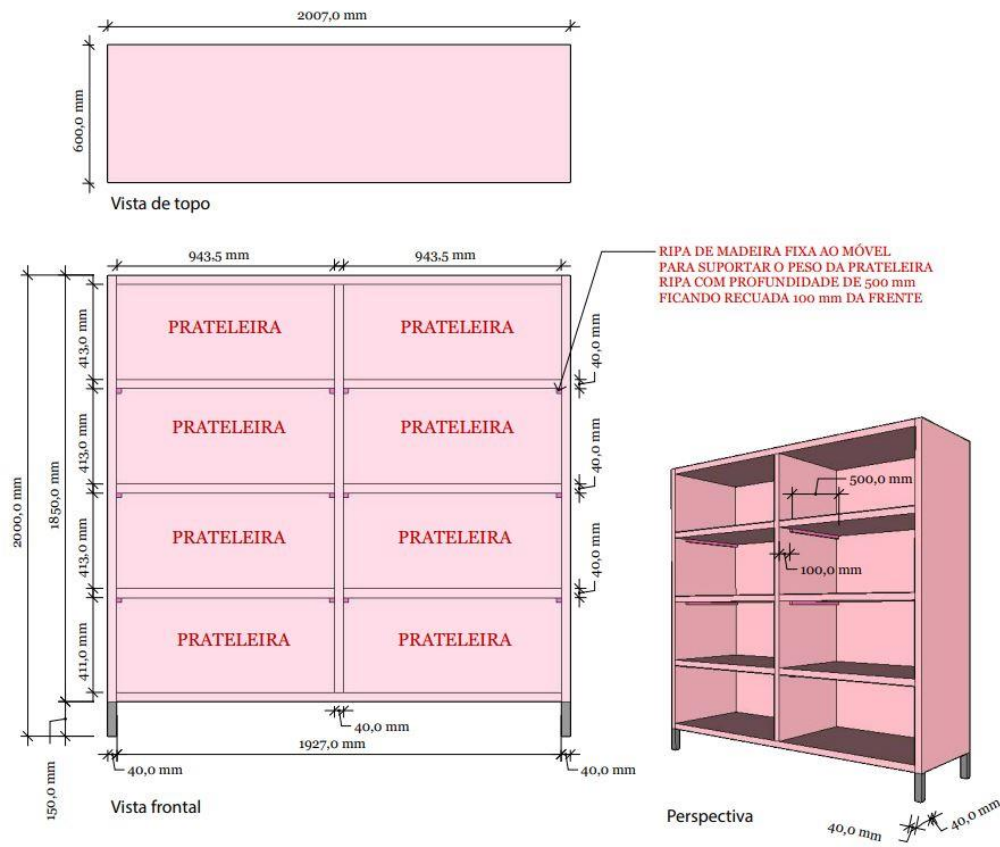 2007,0 mm
600,0 mm
Vista de topo
943,5 mm
943,5 mm
RIPA DE MADEIRA FIXA AO MÓVEL
PARA SUPORTAR O PESO DA PRATELEIRA
RIPA COM PROFUNDIDADE DE 500 mm
FICANDO RECUADA 100 mm DA FRENTE
2000,0 mm
1850,0 mm
413,0 mm
PRATELEIRA
PRATELEIRA
40,0 mm
413,0 mm
PRATELEIRA
PRATELEIRA
40,0 mm
413,0 mm
PRATELEIRA
PRATELEIRA
40,0 mm
411,0 mm
PRATELEIRA
PRATELEIRA
150,0 mm
40,0 mm
1927,0 mm
40,0 mm
40,0 mm
Vista frontal
500,0 mm
100,0 mm
Perspectiva
40,0 mm
40,0 mm